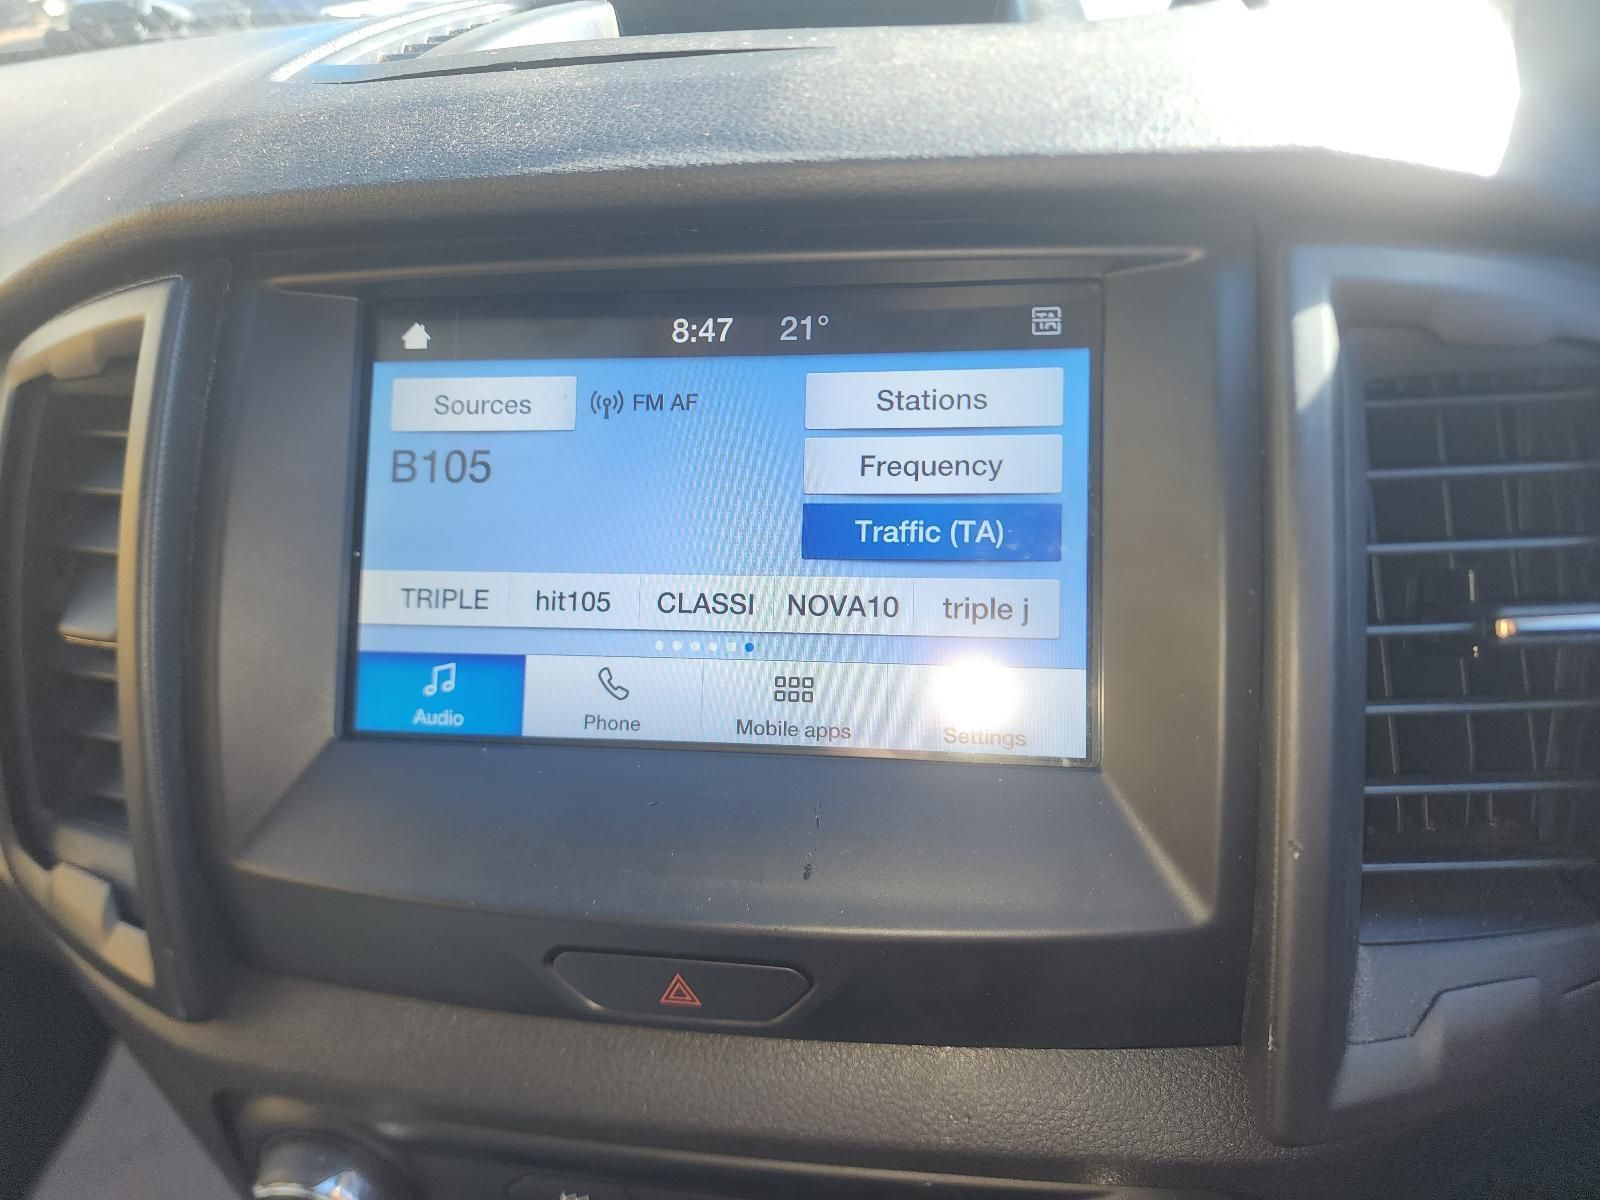 8:47 21°
Sources FM AF Stations
B105 Frequency
Traffic (TA)
TRIPLE hit105 CLASSI NOVA10 triple j
Audio Phone Mobile apps Settings